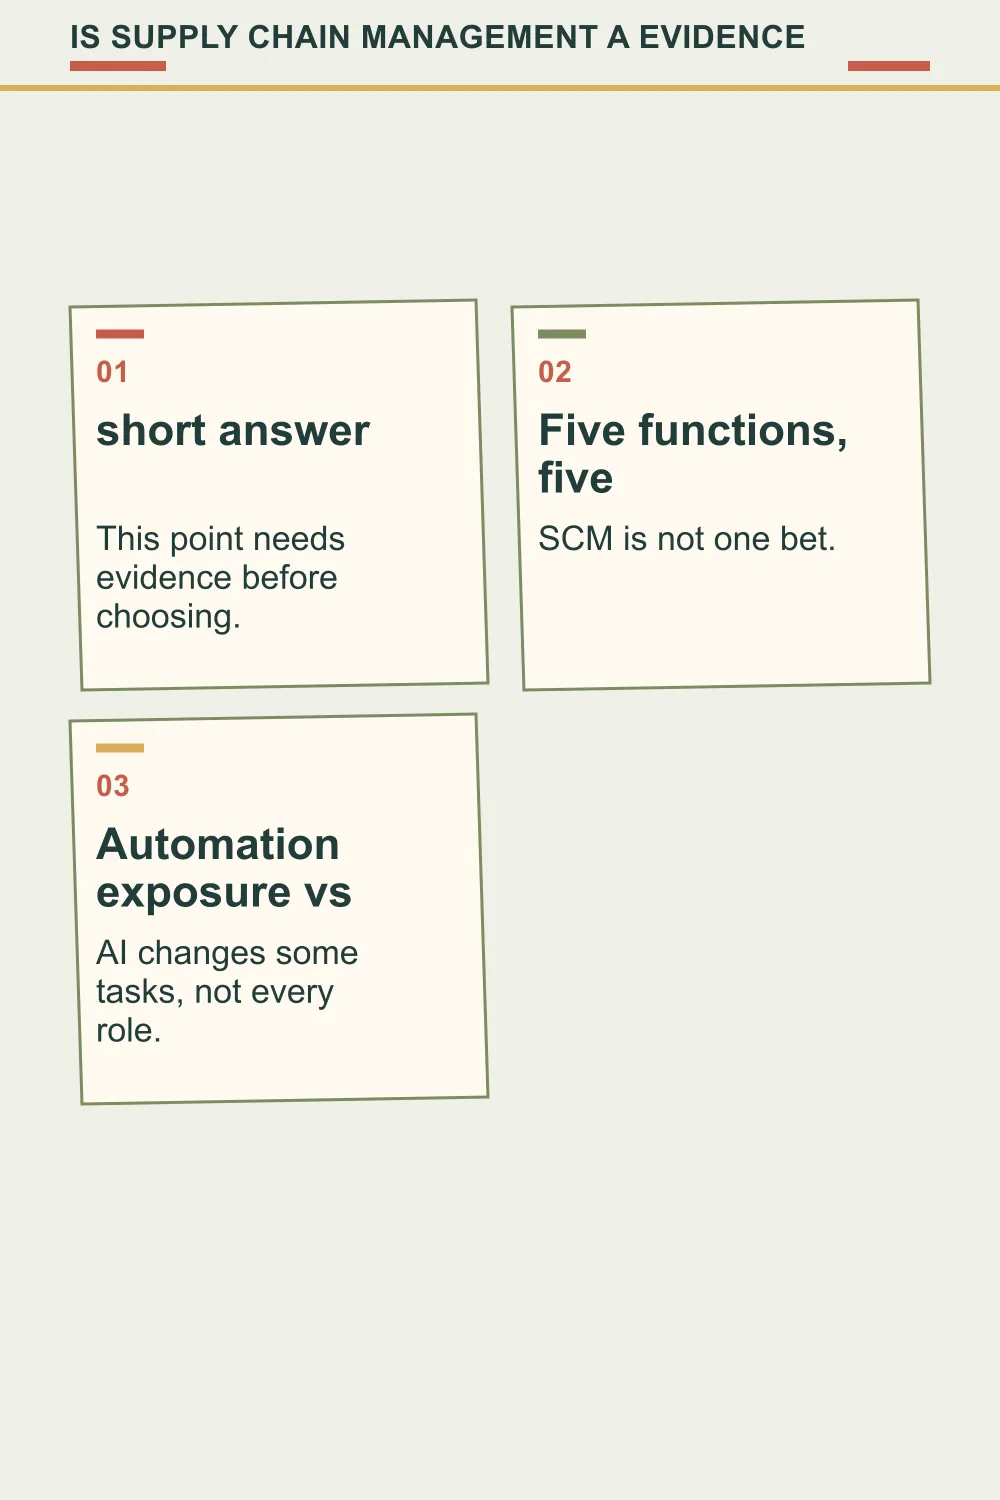 IS SUPPLY CHAIN MANAGEMENT A EVIDENCE
01
short answer
This point needs
evidence before
choosing.
02
Five functions,
five
SCM is not one bet.
03
Automation
exposure vs
AI changes some
tasks, not every
role.